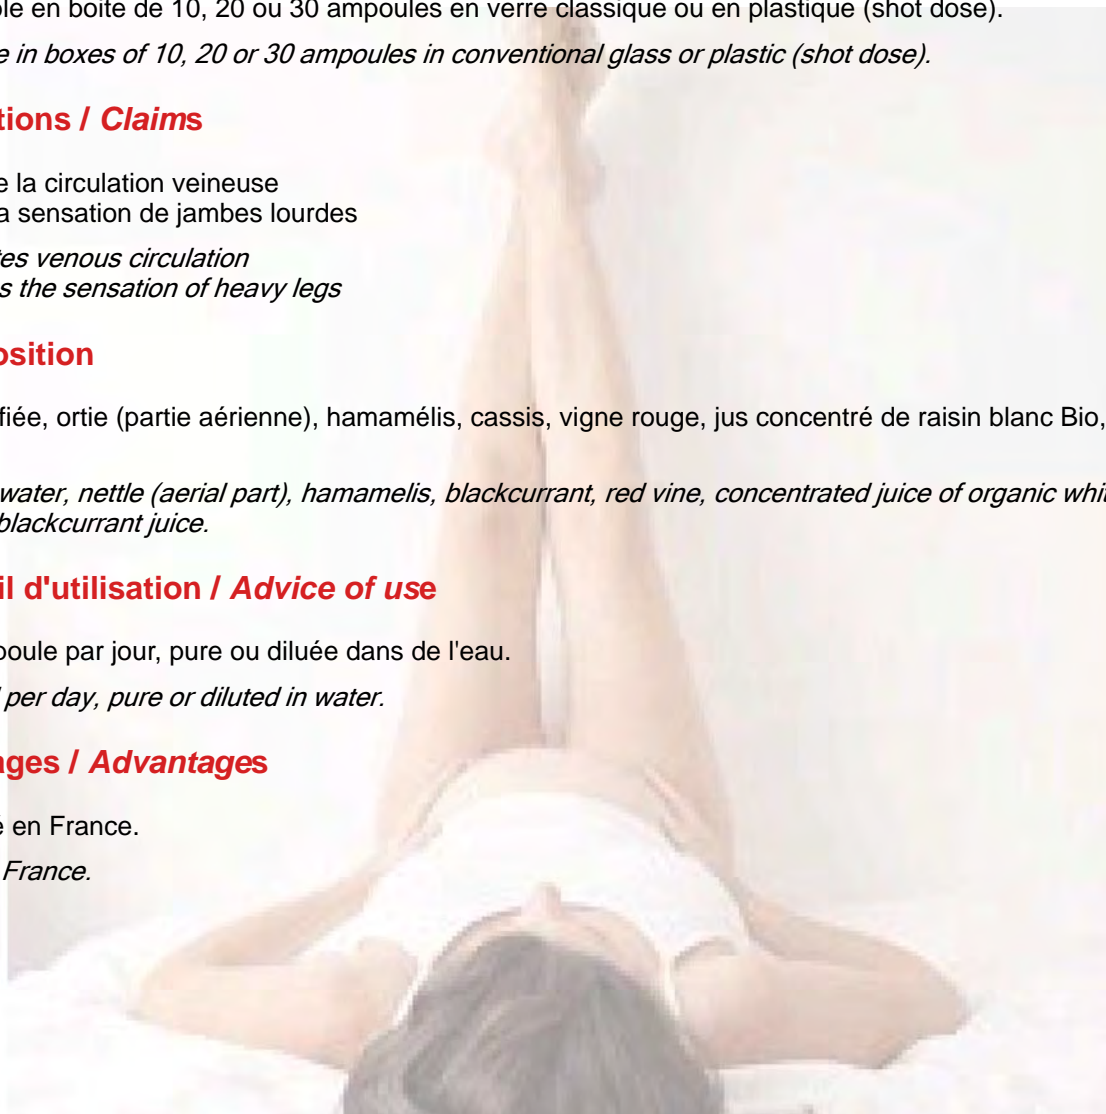 ble en boîte de 10, 20 ou 30 ampoules en verre classique ou en plastique (shot dose).
e in boxes of 10, 20 or 30 ampoules in conventional glass or plastic (shot dose).
tions / Claims
e la circulation veineuse
a sensation de jambes lourdes
tes venous circulation
s the sensation of heavy legs
osition
fiée, ortie (partie aérienne), hamamélis, cassis, vigne rouge, jus concentré de raisin blanc Bio,
water, nettle (aerial part), hamamelis, blackcurrant, red vine, concentrated juice of organic whi
blackcurrant juice.
il d'utilisation / Advice of use
poule par jour, pure ou diluée dans de l'eau.
per day, pure or diluted in water.
ages / Advantages
é en France.
France.